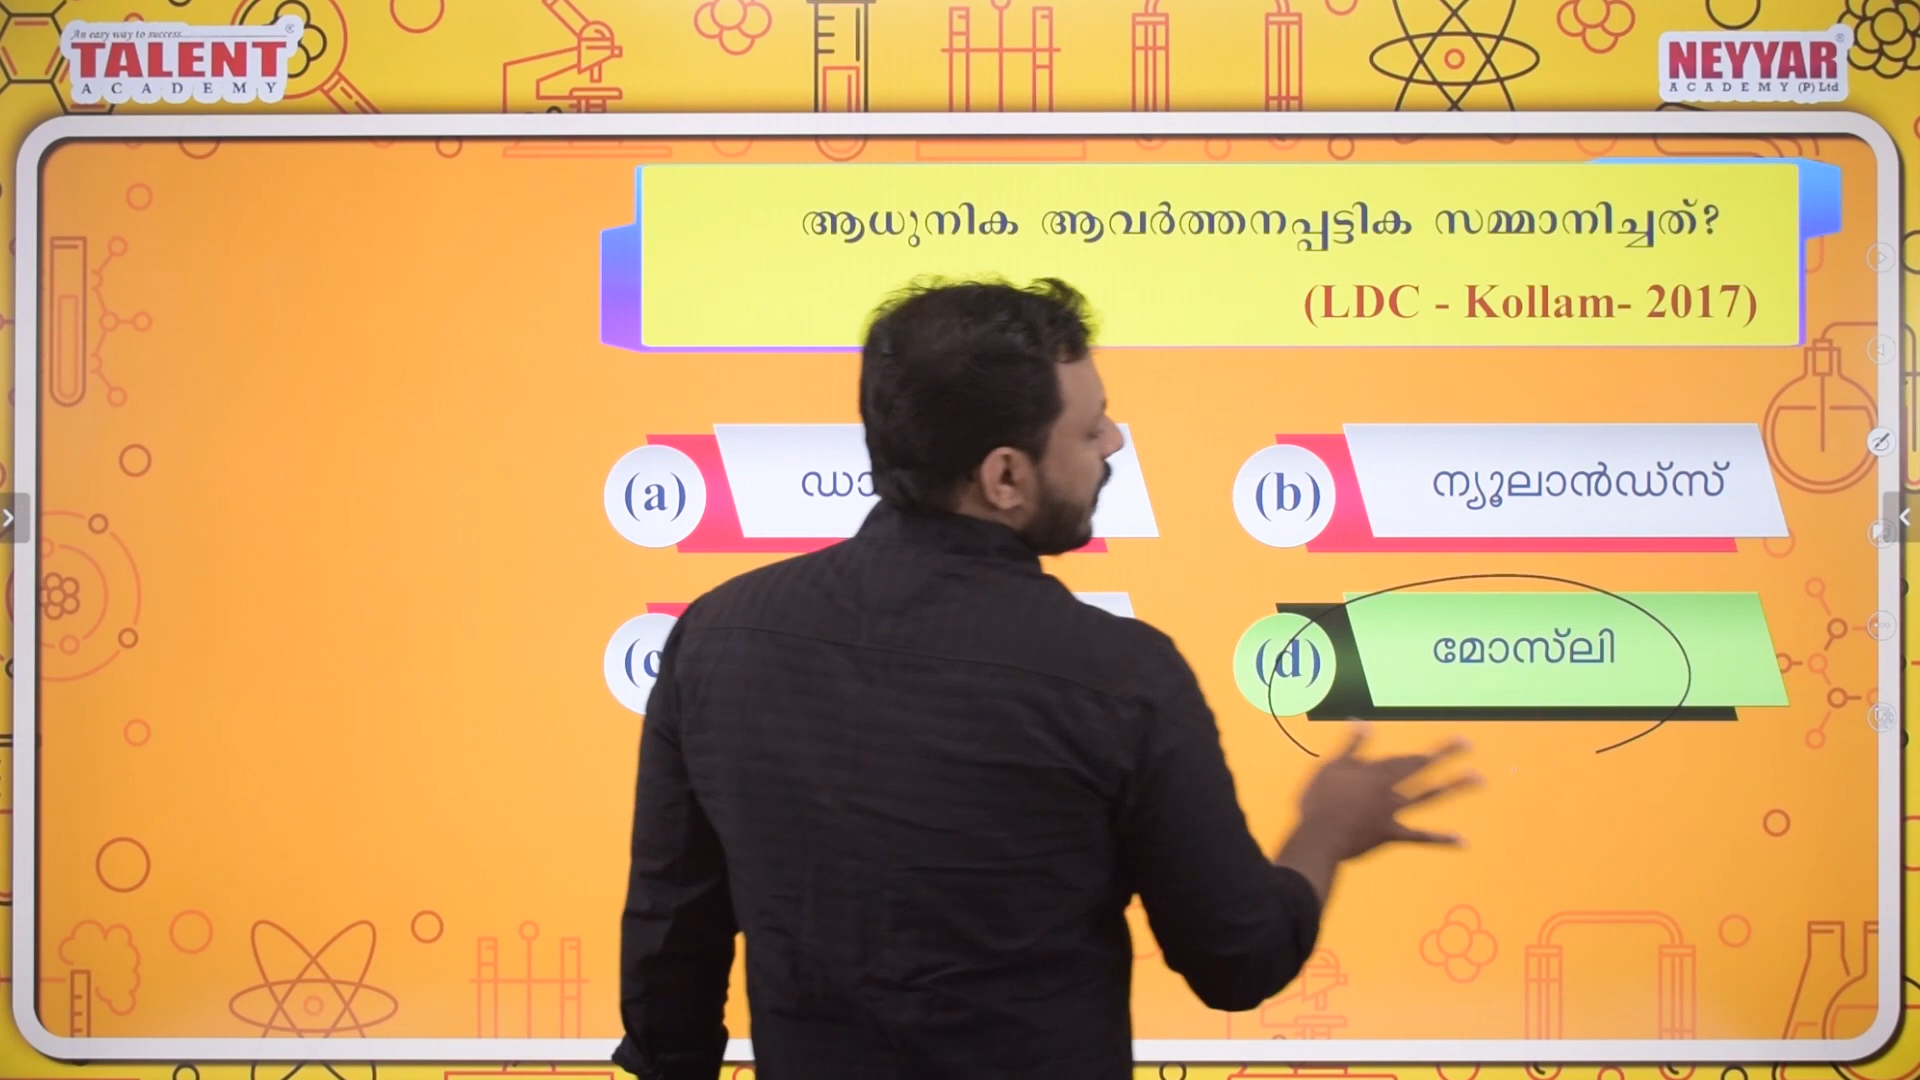 An easy way to success
TALENT
ACADEMY
NEYYAR
ACADEMY (P) Ltd
ആധുനിക ആവർത്തനപ്പട്ടിക സമ്മാനിച്ചത്?
(LDC - Kollam- 2017)
(a)
(b) ന്യൂലാൻഡ്സ്
(d) മോസ്‌ലി